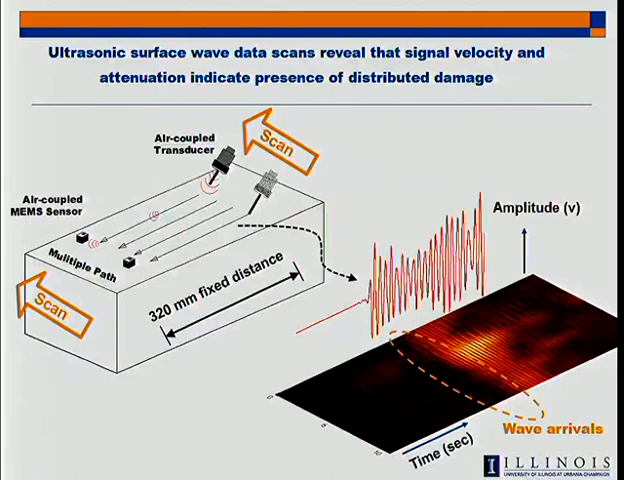 Ultrasonic surface wave data scans reveal that signal velocity and
attenuation indicate presence of distributed damage
Air-coupled
Transducer
Scan
Air-coupled
MEMS Sensor
Amplitude (v)
Mulitiple Path
320 mm fixed distance
Scan
Wave arrivals
Time (sec)
ILLINOIS
UNIVERSITY OF ILLINOIS AT URBANA-CHAMPAIGN